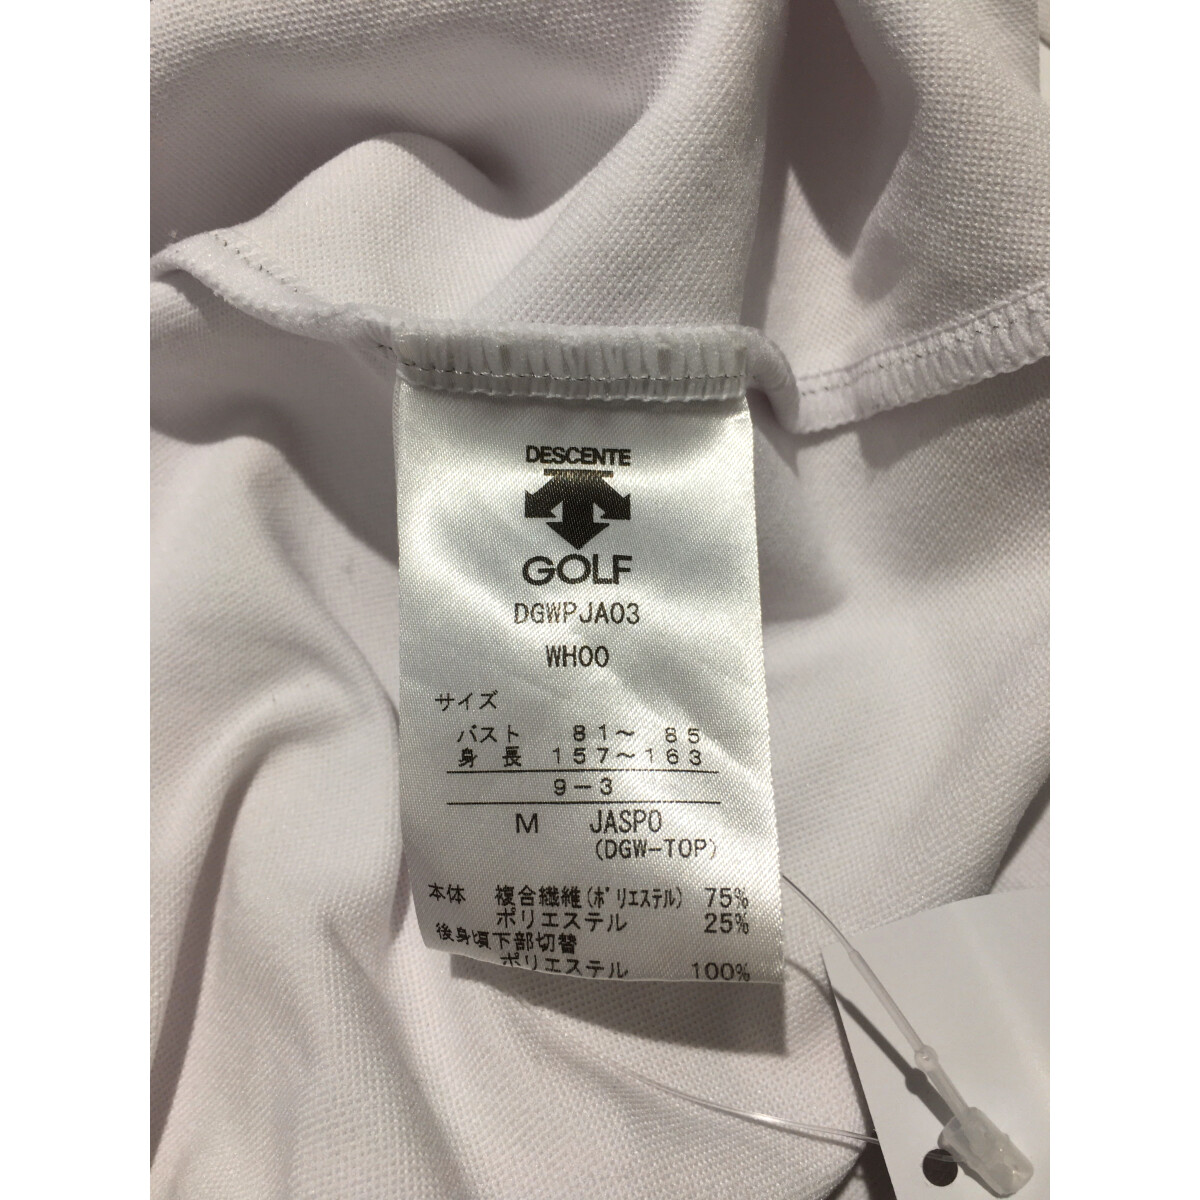 DESCENTE
GOLF
DGWPJA03
WH00
サイズ
バスト 81〜 85
身長 157〜163
9−3
M JASPO
(DGW-TOP)
本体 複合繊維(ポリエステル) 75%
ポリエステル 25%
後身頃下部切替
ポリエステル 100%